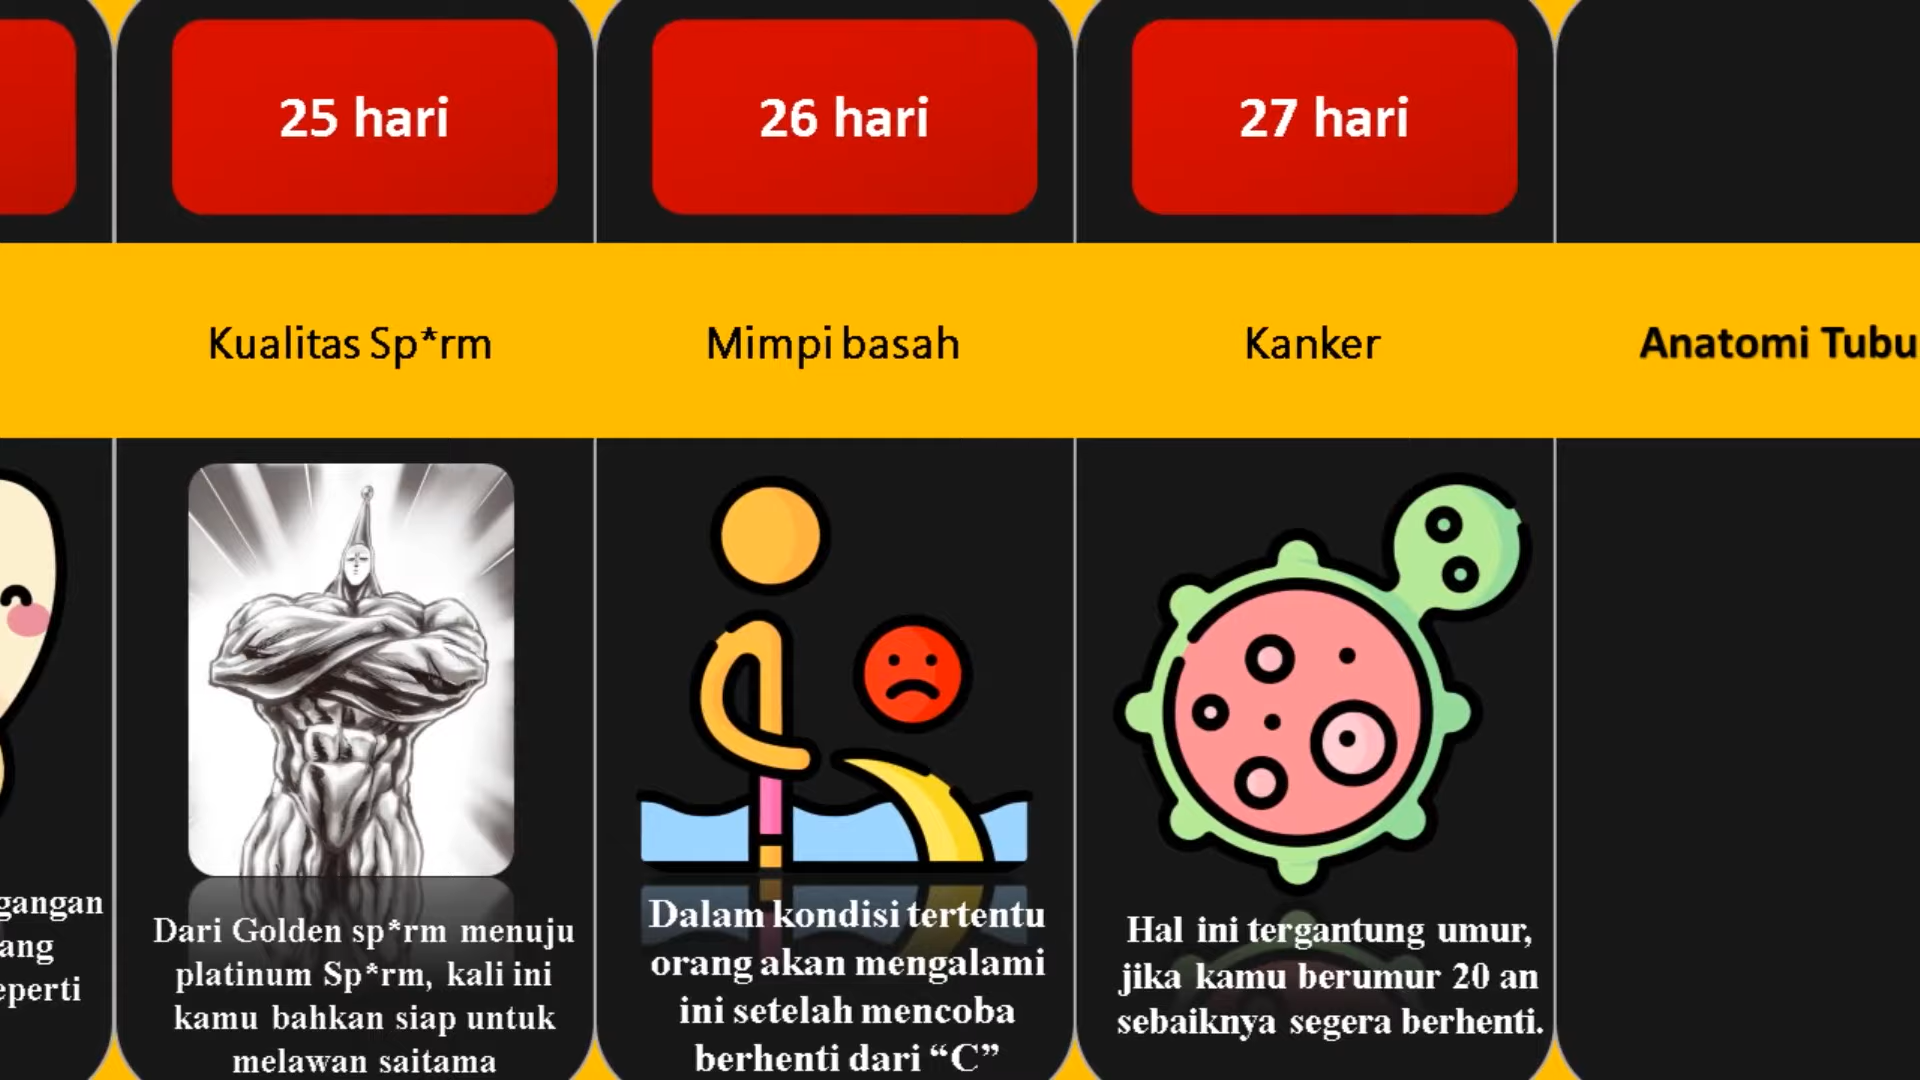 25 hari
26 hari
27 hari
Kualitas Sp*rm
Mimpi basah
Kanker
Anatomi Tubu
gangan
ang
eperti
Dari Golden sp*rm menuju
platinum Sp*rm, kali ini
kamu bahkan siap untuk
melawan saitama
Dalam kondisi tertentu
orang akan mengalami
ini setelah mencoba
berhenti dari “C”
Hal ini tergantung umur,
jika kamu berumur 20 an
sebaiknya segera berhenti.